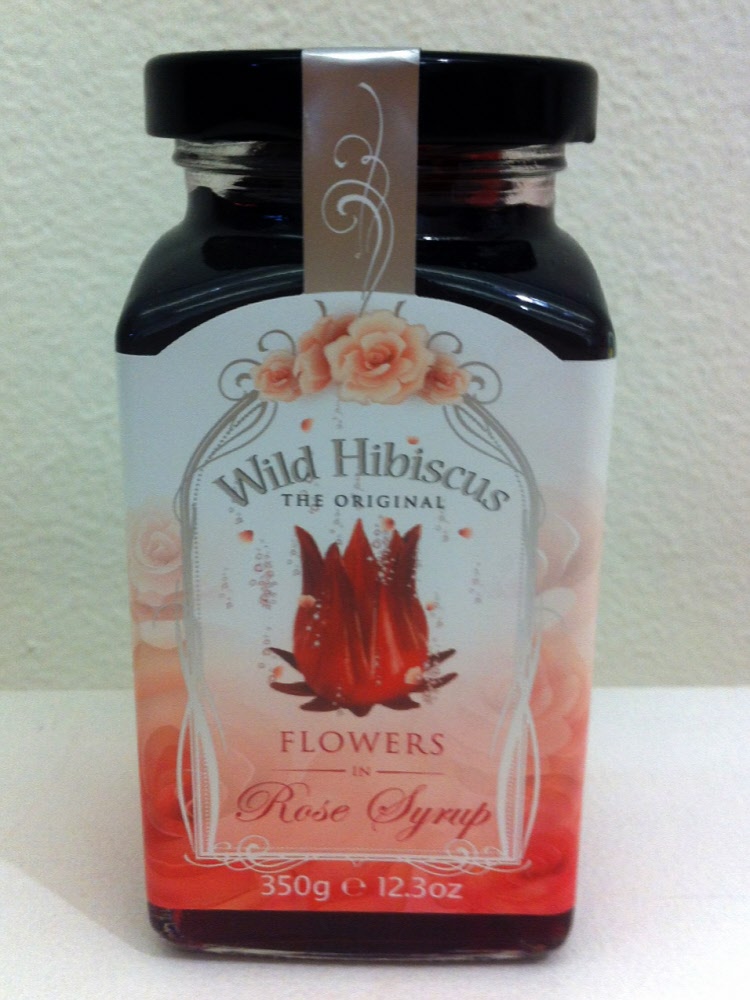 Wild Hibiscus
THE ORIGINAL
FLOWERS
IN
Rose Syrup
350g ℮ 12.3oz